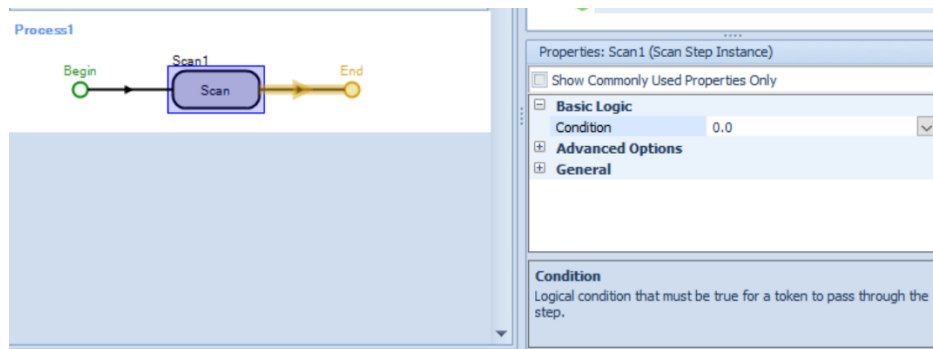 Process1
Begin
Scan1
Scan
End
Properties: Scan1 (Scan Step Instance)
Show Commonly Used Properties Only
Basic Logic
Condition 0.0
Advanced Options
General
Condition
Logical condition that must be true for a token to pass through the
step.